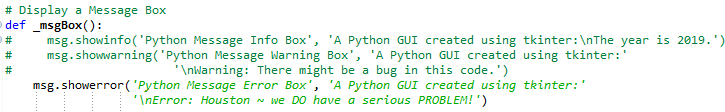 # Display a Message Box
def _msgBox():
#     msg.showinfo('Python Message Info Box', 'A Python GUI created using tkinter:\nThe year is 2019.')
#     msg.showwarning('Python Message Warning Box', 'A Python GUI created using tkinter:'
#                     '\nWarning: There might be a bug in this code.')
    msg.showerror('Python Message Error Box', 'A Python GUI created using tkinter:'
                  '\nError: Houston ~ we DO have a serious PROBLEM!')